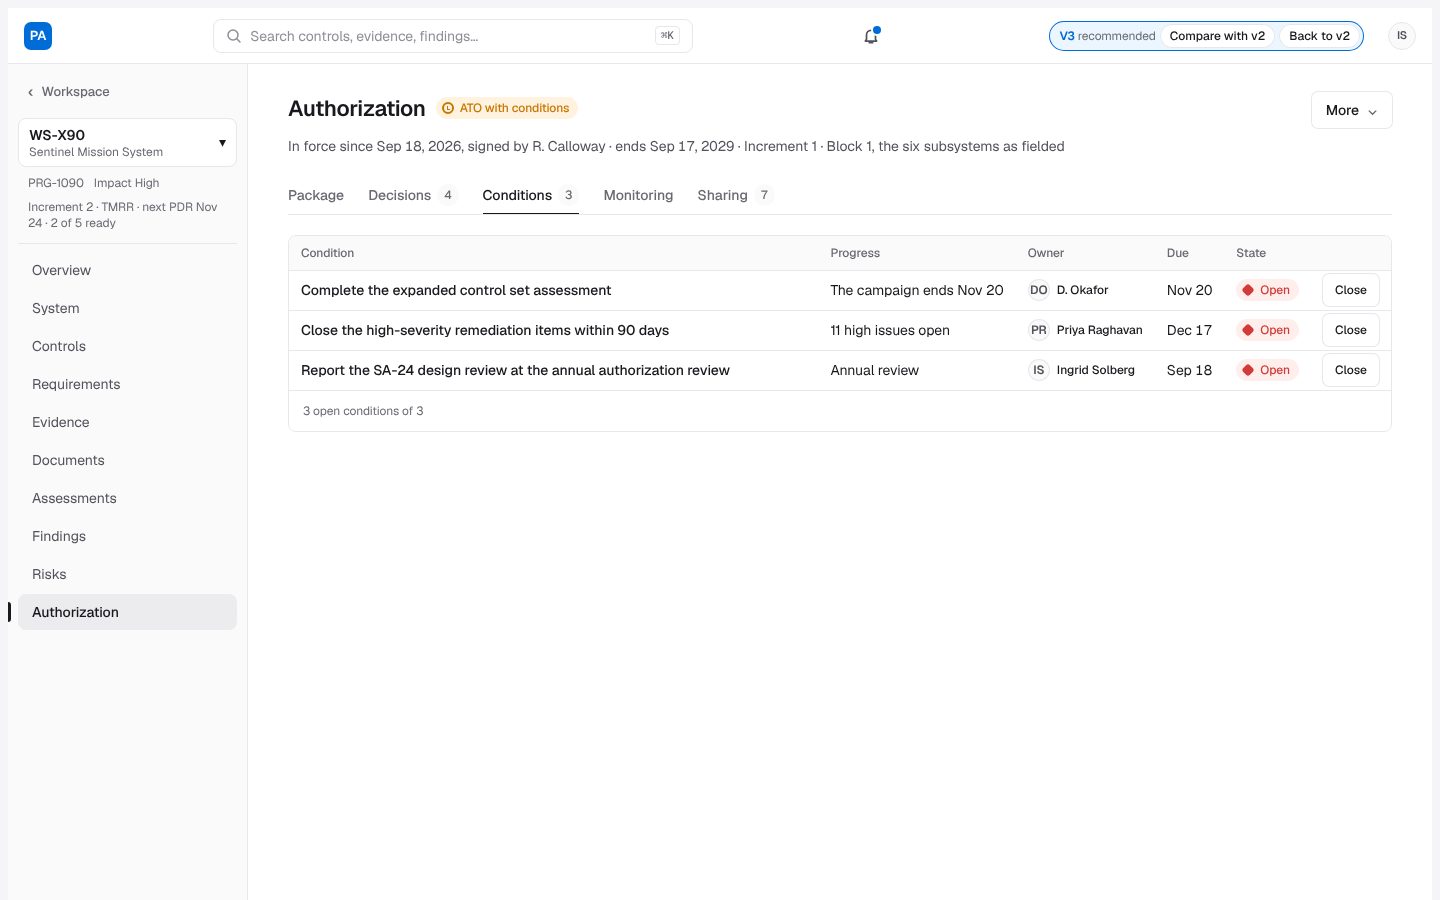 PA
Search controls, evidence, findings...
⌘K
V3 recommended
Compare with v2
Back to v2
IS
‹ Workspace
WS-X90
Sentinel Mission System
PRG-1090 Impact High
Increment 2 · TMRR · next PDR Nov
24 · 2 of 5 ready
Overview
System
Controls
Requirements
Evidence
Documents
Assessments
Findings
Risks
Authorization
Authorization
ATO with conditions
More
In force since Sep 18, 2026, signed by R. Calloway · ends Sep 17, 2029 · Increment 1 · Block 1, the six subsystems as fielded
Package Decisions 4 Conditions 3 Monitoring Sharing 7
Condition Progress Owner Due State
Complete the expanded control set assessment The campaign ends Nov 20 DO D. Okafor Nov 20 Open Close
Close the high-severity remediation items within 90 days 11 high issues open PR Priya Raghavan Dec 17 Open Close
Report the SA-24 design review at the annual authorization review Annual review IS Ingrid Solberg Sep 18 Open Close
3 open conditions of 3